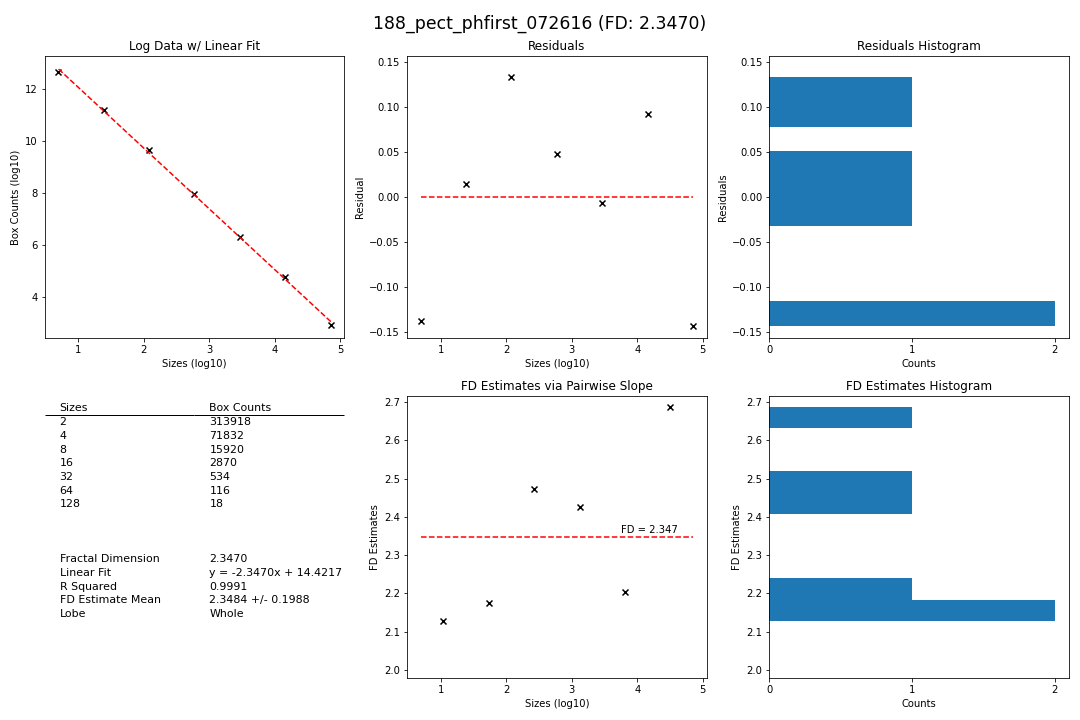 188_pect_phfirst_072616 (FD: 2.3470)
Log Data w/ Linear Fit
Box Counts (log10)
12
10
8
6
4
1 2 3 4 5
Sizes (log10)
Residuals
Residual
0.15
0.10
0.05
0.00
−0.05
−0.10
−0.15
1 2 3 4 5
Sizes (log10)
Residuals Histogram
Residuals
0.15
0.10
0.05
0.00
−0.05
−0.10
−0.15
0 1 2
Counts
Sizes Box Counts
2 313918
4 71832
8 15920
16 2870
32 534
64 116
128 18
Fractal Dimension 2.3470
Linear Fit y = -2.3470x + 14.4217
R Squared 0.9991
FD Estimate Mean 2.3484 +/- 0.1988
Lobe Whole
FD Estimates via Pairwise Slope
FD Estimates
2.7
2.6
2.5
2.4
2.3
2.2
2.1
2.0
FD = 2.347
1 2 3 4 5
Sizes (log10)
FD Estimates Histogram
FD Estimates
2.7
2.6
2.5
2.4
2.3
2.2
2.1
2.0
0 1 2
Counts